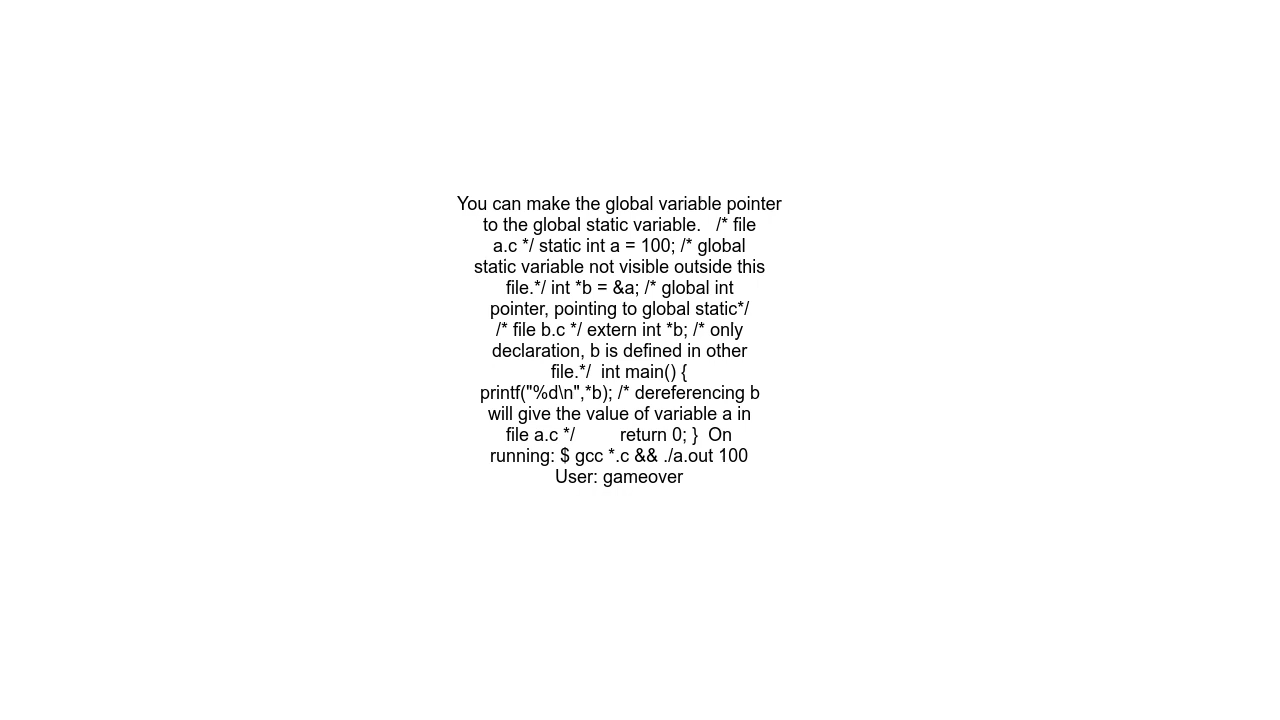 You can make the global variable pointer
to the global static variable.   /* file
a.c */ static int a = 100; /* global
static variable not visible outside this
file.*/ int *b = &a; /* global int
pointer, pointing to global static*/
/* file b.c */ extern int *b; /* only
declaration, b is defined in other
file.*/  int main() {
printf("%d\n",*b); /* dereferencing b
will give the value of variable a in
file a.c */         return 0; }  On
running: $ gcc *.c && ./a.out 100
User: gameover